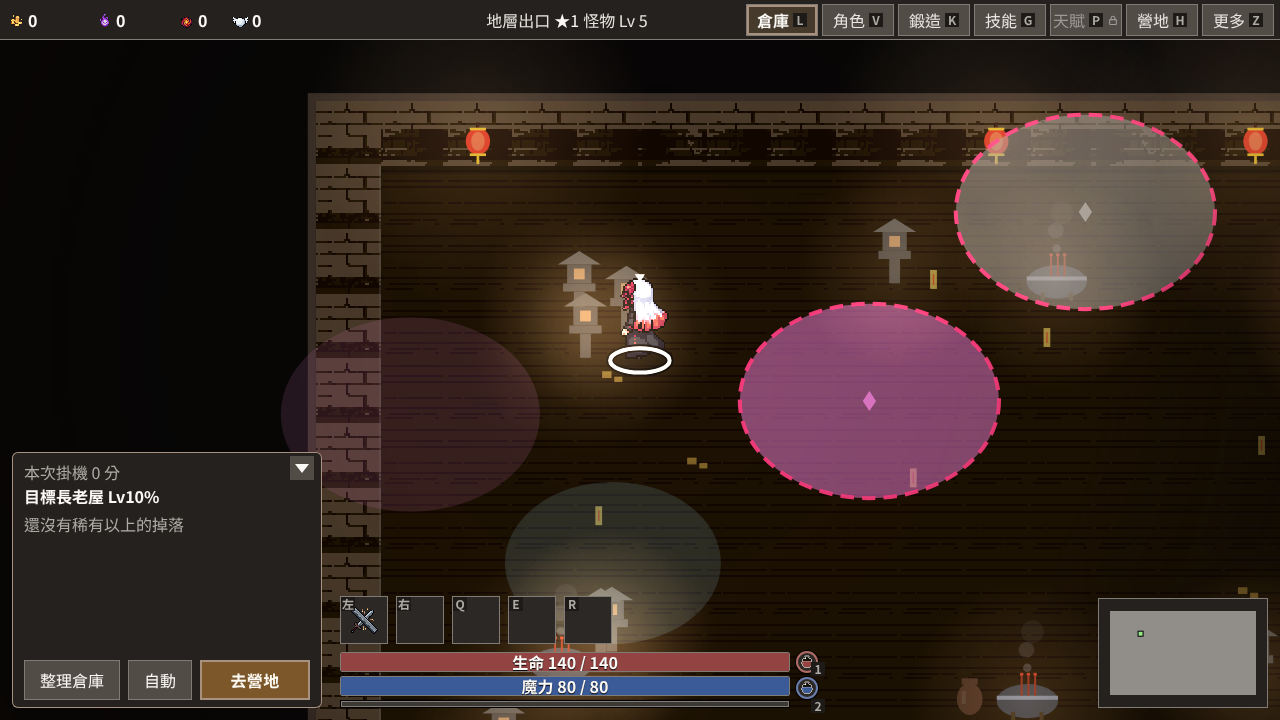 0 0 0 0 地層出口 ★1 怪物 Lv 5 倉庫 L 角色 V 鍛造 K 技能 G 天賦 P 營地 H 更多 Z
本次掛機 0 分
目標長老屋 Lv10%
還沒有稀有以上的掉落
整理倉庫 自動 去營地
左 右 Q E R
生命 140 / 140 1
魔力 80 / 80 2